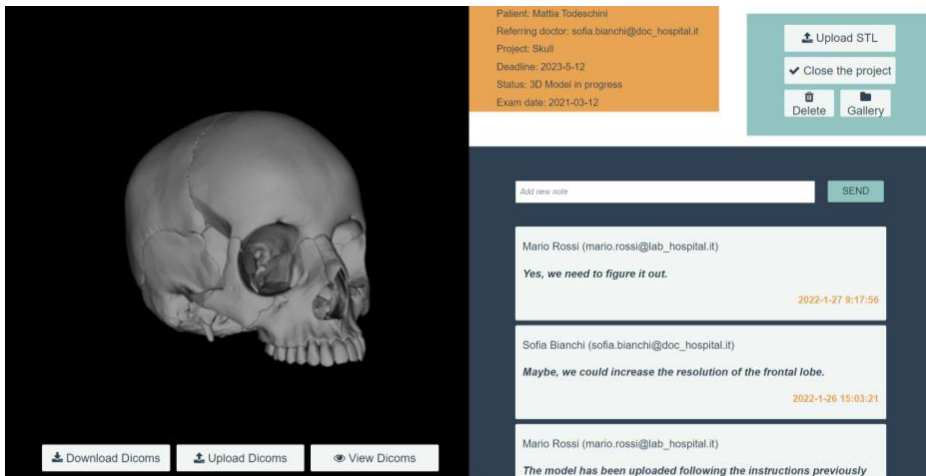 Patient: Mattia Todeschini
Referring doctor: sofia.bianchi@doc_hospital.it
Project: Skull
Deadline: 2023-5-12
Status: 3D Model in progress
Exam date: 2021-03-12
Upload STL
Close the project
Delete
Gallery
Add new note
SEND
Mario Rossi (mario.rossi@lab_hospital.it)
Yes, we need to figure it out.
2022-1-27 9:17:56
Sofia Bianchi (sofia.bianchi@doc_hospital.it)
Maybe, we could increase the resolution of the frontal lobe.
2022-1-26 15:03:21
Mario Rossi (mario.rossi@lab_hospital.it)
The model has been uploaded following the instructions previously
Download Dicoms
Upload Dicoms
View Dicoms